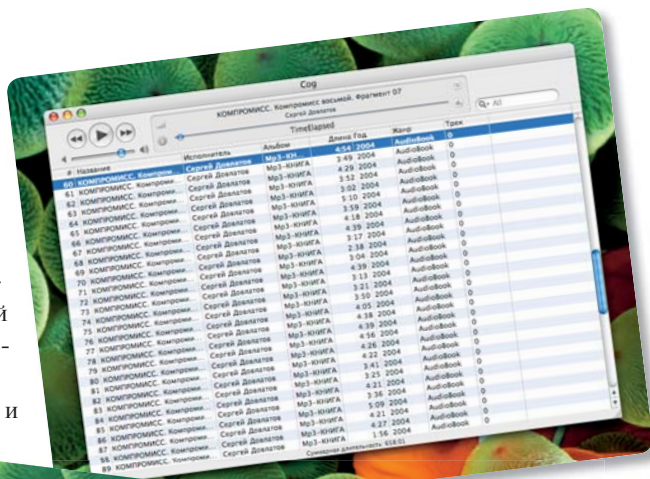 Cog
КОМПРОМИСС. Компромисс восьмой. Фрагмент 07
Сергей Довлатов
TimeElapsed
All
# Название Исполнитель Альбом Длина Год Жанр Трек
60 КОМПРОМИСС. Компром... Сергей Довлатов Mp3-КН... 4:54 2004 AudioBook 0
61 КОМПРОМИСС. Компроми... Сергей Довлатов Mp3-КНИГА 3:49 2004 AudioBook 0
62 КОМПРОМИСС. Компроми... Сергей Довлатов Mp3-КНИГА 4:29 2004 AudioBook 0
63 КОМПРОМИСС. Компроми... Сергей Довлатов Mp3-КНИГА 3:52 2004 AudioBook 0
64 КОМПРОМИСС. Компроми... Сергей Довлатов Mp3-КНИГА 3:02 2004 AudioBook 0
65 КОМПРОМИСС. Компроми... Сергей Довлатов Mp3-КНИГА 5:10 2004 AudioBook 0
66 КОМПРОМИСС. Компроми... Сергей Довлатов Mp3-КНИГА 3:59 2004 AudioBook 0
67 КОМПРОМИСС. Компроми... Сергей Довлатов Mp3-КНИГА 4:18 2004 AudioBook 0
68 КОМПРОМИСС. Компроми... Сергей Довлатов Mp3-КНИГА 4:39 2004 AudioBook 0
69 КОМПРОМИСС. Компроми... Сергей Довлатов Mp3-КНИГА 3:17 2004 AudioBook 0
70 КОМПРОМИСС. Компроми... Сергей Довлатов Mp3-КНИГА 2:38 2004 AudioBook 0
71 КОМПРОМИСС. Компроми... Сергей Довлатов Mp3-КНИГА 3:04 2004 AudioBook 0
72 КОМПРОМИСС. Компроми... Сергей Довлатов Mp3-КНИГА 4:39 2004 AudioBook 0
73 КОМПРОМИСС. Компроми... Сергей Довлатов Mp3-КНИГА 3:13 2004 AudioBook 0
74 КОМПРОМИСС. Компроми... Сергей Довлатов Mp3-КНИГА 3:21 2004 AudioBook 0
75 КОМПРОМИСС. Компроми... Сергей Довлатов Mp3-КНИГА 3:50 2004 AudioBook 0
76 КОМПРОМИСС. Компроми... Сергей Довлатов Mp3-КНИГА 4:05 2004 AudioBook 0
77 КОМПРОМИСС. Компроми... Сергей Довлатов Mp3-КНИГА 4:38 2004 AudioBook 0
78 КОМПРОМИСС. Компроми... Сергей Довлатов Mp3-КНИГА 4:39 2004 AudioBook 0
79 КОМПРОМИСС. Компроми... Сергей Довлатов Mp3-КНИГА 4:56 2004 AudioBook 0
80 КОМПРОМИСС. Компроми... Сергей Довлатов Mp3-КНИГА 4:26 2004 AudioBook 0
81 КОМПРОМИСС. Компроми... Сергей Довлатов Mp3-КНИГА 4:22 2004 AudioBook 0
82 КОМПРОМИСС. Компроми... Сергей Довлатов Mp3-КНИГА 3:41 2004 AudioBook 0
83 КОМПРОМИСС. Компроми... Сергей Довлатов Mp3-КНИГА 3:25 2004 AudioBook 0
84 КОМПРОМИСС. Компроми... Сергей Довлатов Mp3-КНИГА 4:21 2004 AudioBook 0
85 КОМПРОМИСС. Компроми... Сергей Довлатов Mp3-КНИГА 3:36 2004 AudioBook 0
86 КОМПРОМИСС. Компроми... Сергей Довлатов Mp3-КНИГА 5:09 2004 AudioBook 0
87 КОМПРОМИСС. Компроми... Сергей Довлатов Mp3-КНИГА 4:21 2004 AudioBook 0
88 КОМПРОМИСС. Компроми... Сергей Довлатов Mp3-КНИГА 4:27 2004 AudioBook 0
89 КОМПРОМИСС. Компроми... Сергей Довлатов Mp3-КНИГА 1:56 2004 AudioBook 0
Суммарная длительность: 658:01
й
-
и